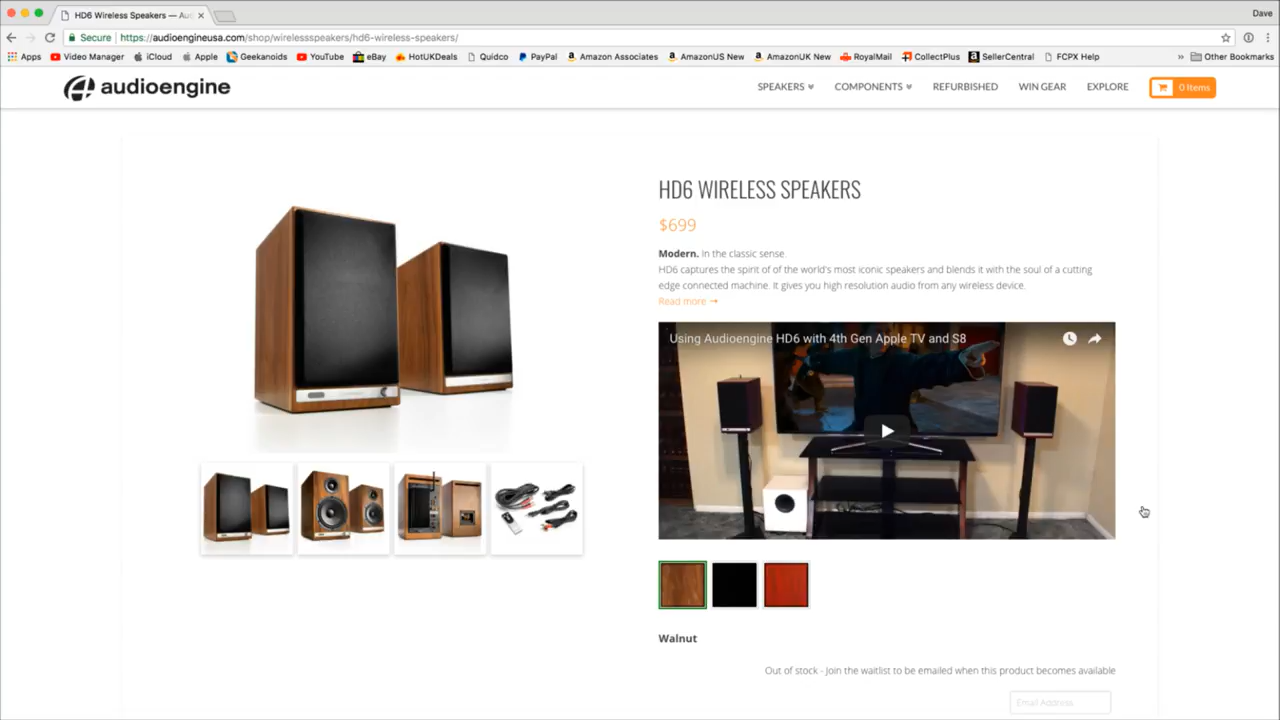 HD6 Wireless Speakers — Au
Dave
Secure https://audioengineusa.com/shop/wirelessspeakers/hd6-wireless-speakers/
Apps Video Manager iCloud Apple Geekanoids YouTube eBay HotUKDeals Quidco PayPal Amazon Associates AmazonUS New AmazonUK New RoyalMail CollectPlus SellerCentral FCPX Help » Other Bookmarks
audioengine
SPEAKERS COMPONENTS REFURBISHED WIN GEAR EXPLORE 0 Items
HD6 WIRELESS SPEAKERS
$699
Modern. In the classic sense.
HD6 captures the spirit of of the world's most iconic speakers and blends it with the soul of a cutting
edge connected machine. It gives you high resolution audio from any wireless device.
Read more →
Using Audioengine HD6 with 4th Gen Apple TV and S8
Walnut
Out of stock - Join the waitlist to be emailed when this product becomes available
Email Address